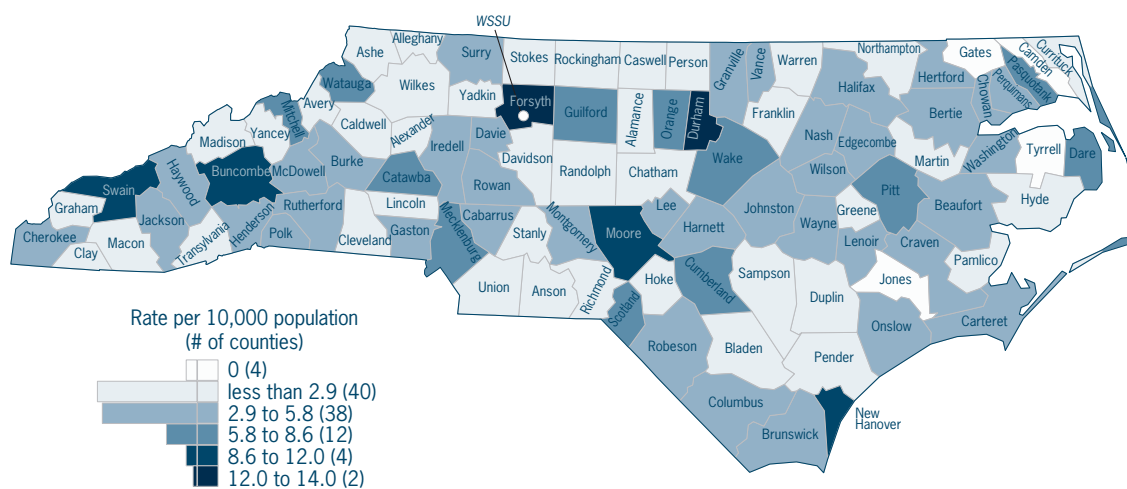 WSSU
Alleghany
Ashe
Surry
Stokes
Rockingham
Caswell
Person
Granville
Vance
Warren
Northampton
Gates
Camden
Currituck
Pasquotank
Perquimans
Chowan
Hertford
Halifax
Bertie
Watauga
Wilkes
Yadkin
Forsyth
Guilford
Alamance
Orange
Durham
Franklin
Nash
Edgecombe
Martin
Washington
Tyrrell
Dare
Mitchell
Avery
Caldwell
Alexander
Iredell
Davie
Davidson
Randolph
Chatham
Wake
Wilson
Pitt
Beaufort
Hyde
Madison
Yancey
Buncombe
McDowell
Burke
Catawba
Rowan
Lee
Johnston
Greene
Wayne
Swain
Haywood
Graham
Jackson
Cherokee
Clay
Macon
Transylvania
Henderson
Polk
Rutherford
Cleveland
Lincoln
Gaston
Mecklenburg
Cabarrus
Stanly
Montgomery
Moore
Harnett
Lenoir
Craven
Pamlico
Jones
Union
Anson
Richmond
Scotland
Hoke
Cumberland
Sampson
Duplin
Onslow
Carteret
Robeson
Bladen
Pender
Columbus
Brunswick
New
Hanover
Rate per 10,000 population
(# of counties)
0 (4)
less than 2.9 (40)
2.9 to 5.8 (38)
5.8 to 8.6 (12)
8.6 to 12.0 (4)
12.0 to 14.0 (2)